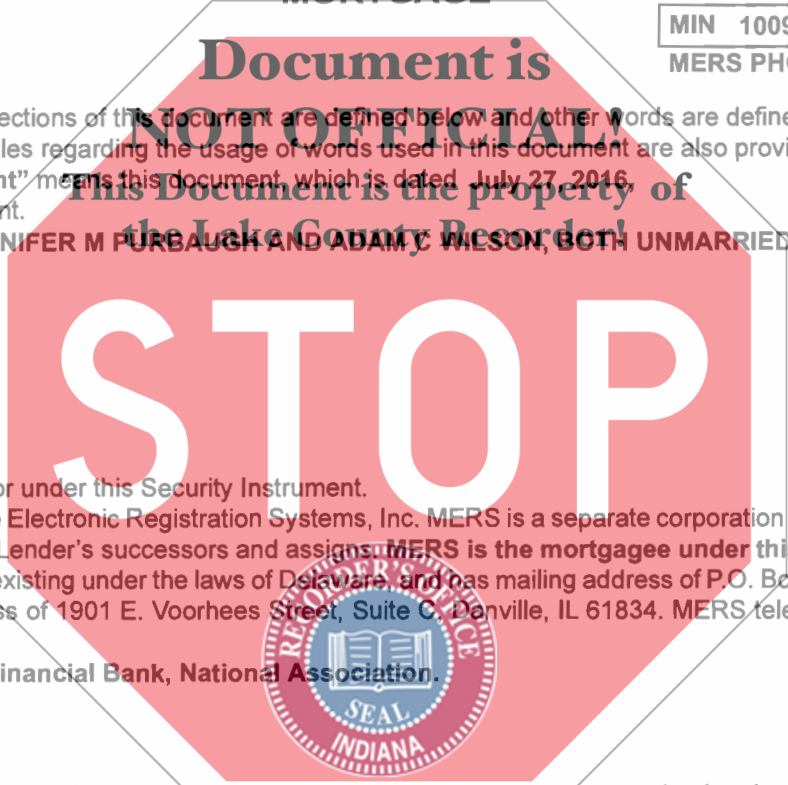 MORTGAGE
MIN 1009
Document is
MERS PHO
ections of this document are defined below and other words are define
NOT OFFICIAL!
les regarding the usage of words used in this document are also provi
nt" means this document, which is dated July 27, 2016,
This Document is the property of
nt.
the Lake County Recorder!
NIFER M PURBAUGH AND ADAM C WILSON, BOTH UNMARRIED
STOP
or under this Security Instrument.
Electronic Registration Systems, Inc. MERS is a separate corporation
Lender's successors and assigns. MERS is the mortgagee under thi
existing under the laws of Delaware, and has mailing address of P.O. Bo
ss of 1901 E. Voorhees Street, Suite C, Danville, IL 61834. MERS tele
inancial Bank, National Association.
RECORDER'S OFFICE
SEAL
INDIANA